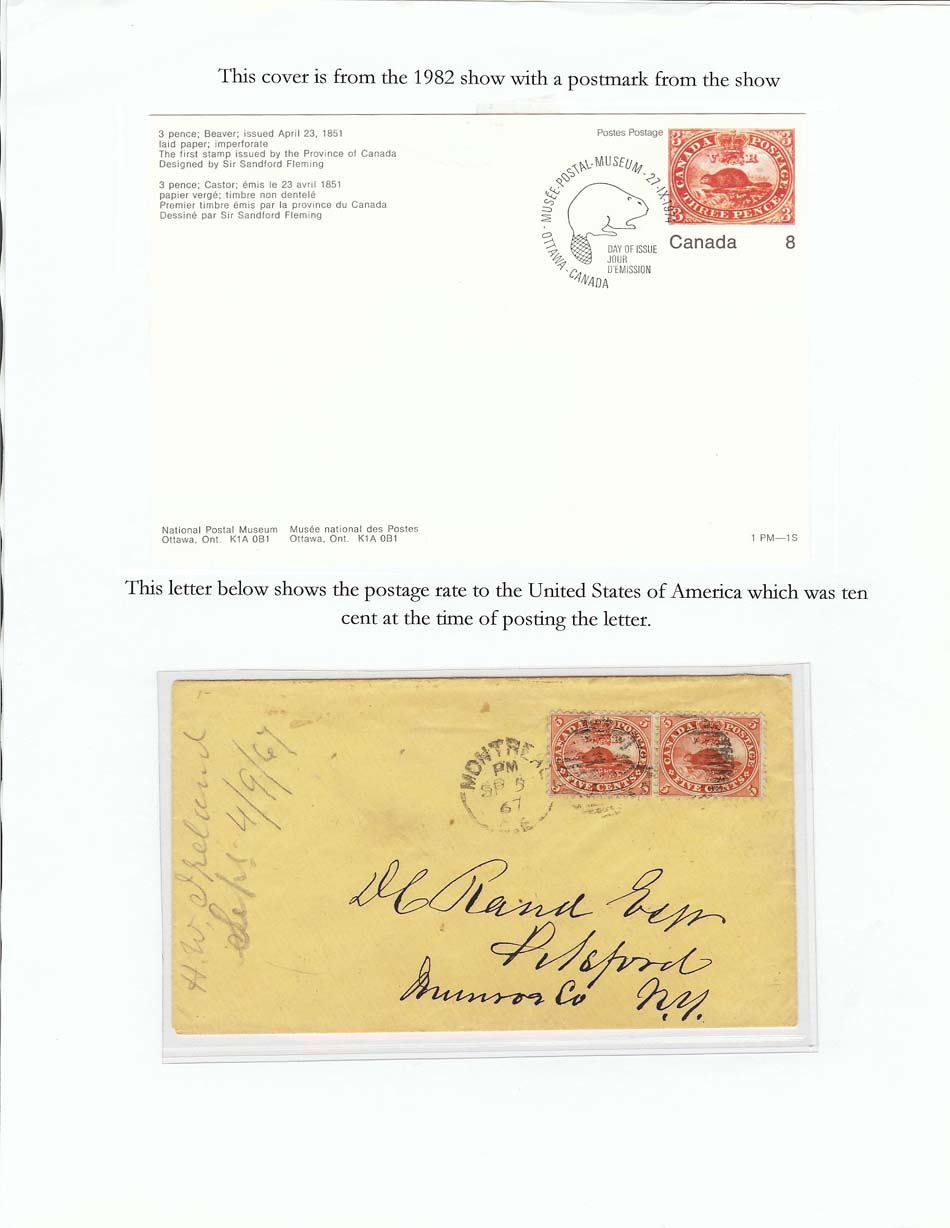 This cover is from the 1982 show with a postmark from the show
3 pence; Beaver; issued April 23, 1851
laid paper; imperforate
The first stamp issued by the Province of Canada
Designed by Sir Sandford Fleming
3 pence; Castor; émis le 23 avril 1851
papier vergé; timbre non dentelé
Premier timbre émis par la province du Canada
Dessiné par Sir Sandford Fleming
Postes Postage
OTTAWA - MUSÉE-POSTAL-MUSEUM - 27-IX-
CANADA
DAY OF ISSUE
JOUR
D'EMISSION
3 3
CANADA POSTAGE
V R
THREE PENCE
3 3
Canada 8
National Postal Museum Musée national des Postes
Ottawa, Ont. K1A 0B1 Ottawa, Ont. K1A 0B1
1 PM—1S
This letter below shows the postage rate to the United States of America which was ten
cent at the time of posting the letter.
H. W. Ireland
Sept. 4/9/67
MONTREAL
PM
SP 5
67
C.E
5 5
CANADA POSTAGE
FIVE CENTS
5 5
5 5
CANADA POSTAGE
FIVE CENTS
5 5
D C Rand Esqr
Pitsford
Munroe Co N.Y.